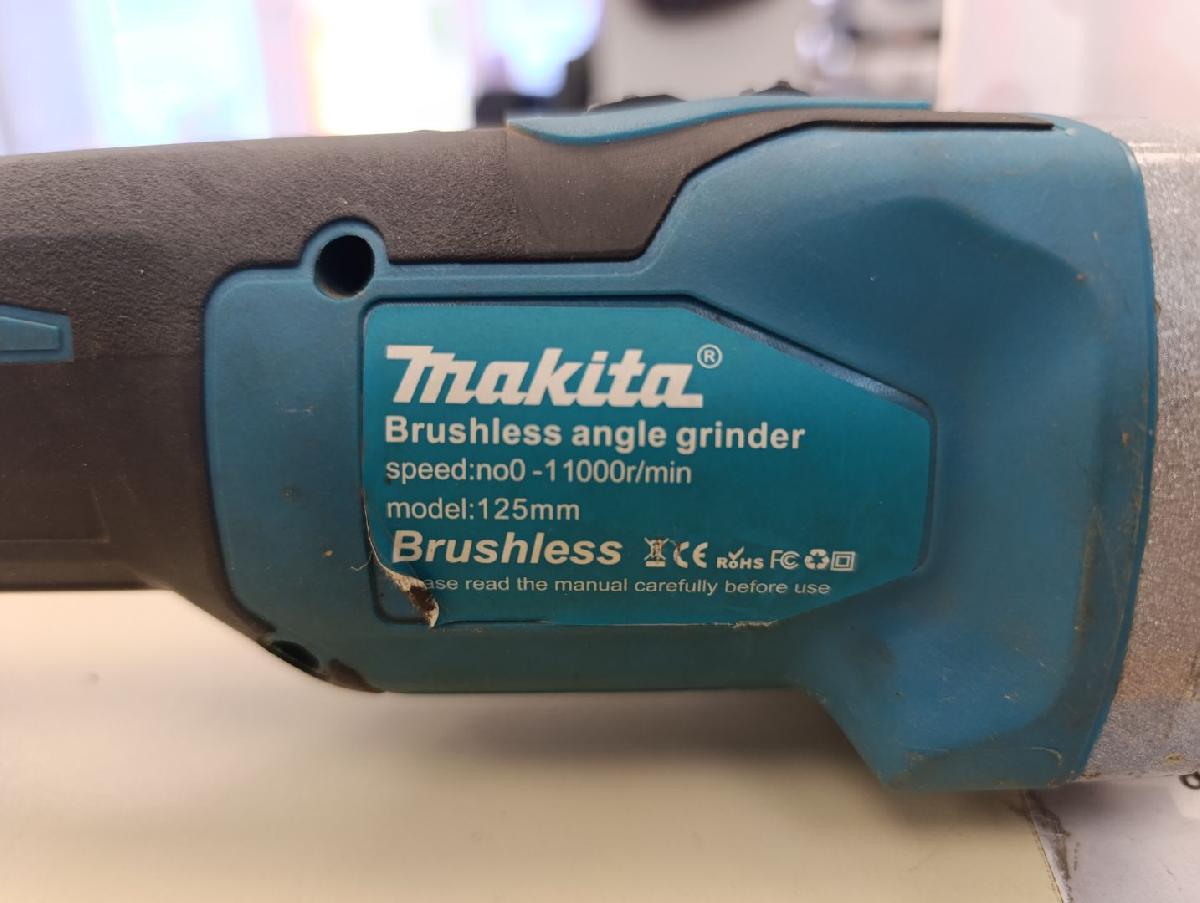 makita®
Brushless angle grinder
speed:no0 -11000r/min
model:125mm
Brushless CE RoHS FC
ase read the manual carefully before use